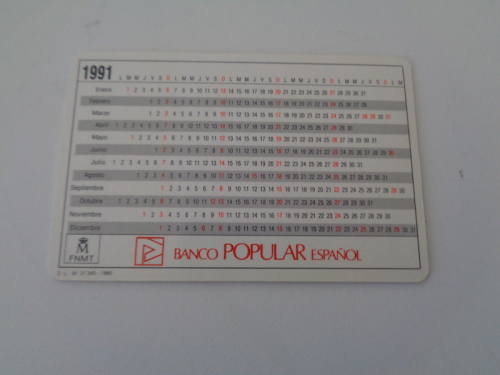 1991 L M M J V S D L M M J V S D L M M J V S D L M M J V S D L M M J V S D L M
Enero 1 2 3 4 5 6 7 8 9 10 11 12 13 14 15 16 17 18 19 20 21 22 23 24 25 26 27 28 29 30 31
Febrero 1 2 3 4 5 6 7 8 9 10 11 12 13 14 15 16 17 18 19 20 21 22 23 24 25 26 27 28
Marzo 1 2 3 4 5 6 7 8 9 10 11 12 13 14 15 16 17 18 19 20 21 22 23 24 25 26 27 28 29 30 31
Abril 1 2 3 4 5 6 7 8 9 10 11 12 13 14 15 16 17 18 19 20 21 22 23 24 25 26 27 28 29 30
Mayo 1 2 3 4 5 6 7 8 9 10 11 12 13 14 15 16 17 18 19 20 21 22 23 24 25 26 27 28 29 30 31
Junio 1 2 3 4 5 6 7 8 9 10 11 12 13 14 15 16 17 18 19 20 21 22 23 24 25 26 27 28 29 30
Julio 1 2 3 4 5 6 7 8 9 10 11 12 13 14 15 16 17 18 19 20 21 22 23 24 25 26 27 28 29 30 31
Agosto 1 2 3 4 5 6 7 8 9 10 11 12 13 14 15 16 17 18 19 20 21 22 23 24 25 26 27 28 29 30 31
Septiembre 1 2 3 4 5 6 7 8 9 10 11 12 13 14 15 16 17 18 19 20 21 22 23 24 25 26 27 28 29 30
Octubre 1 2 3 4 5 6 7 8 9 10 11 12 13 14 15 16 17 18 19 20 21 22 23 24 25 26 27 28 29 30 31
Noviembre 1 2 3 4 5 6 7 8 9 10 11 12 13 14 15 16 17 18 19 20 21 22 23 24 25 26 27 28 29 30
Diciembre 1 2 3 4 5 6 7 8 9 10 11 12 13 14 15 16 17 18 19 20 21 22 23 24 25 26 27 28 29 30 31
M
FNMT
BANCO POPULAR ESPAÑOL